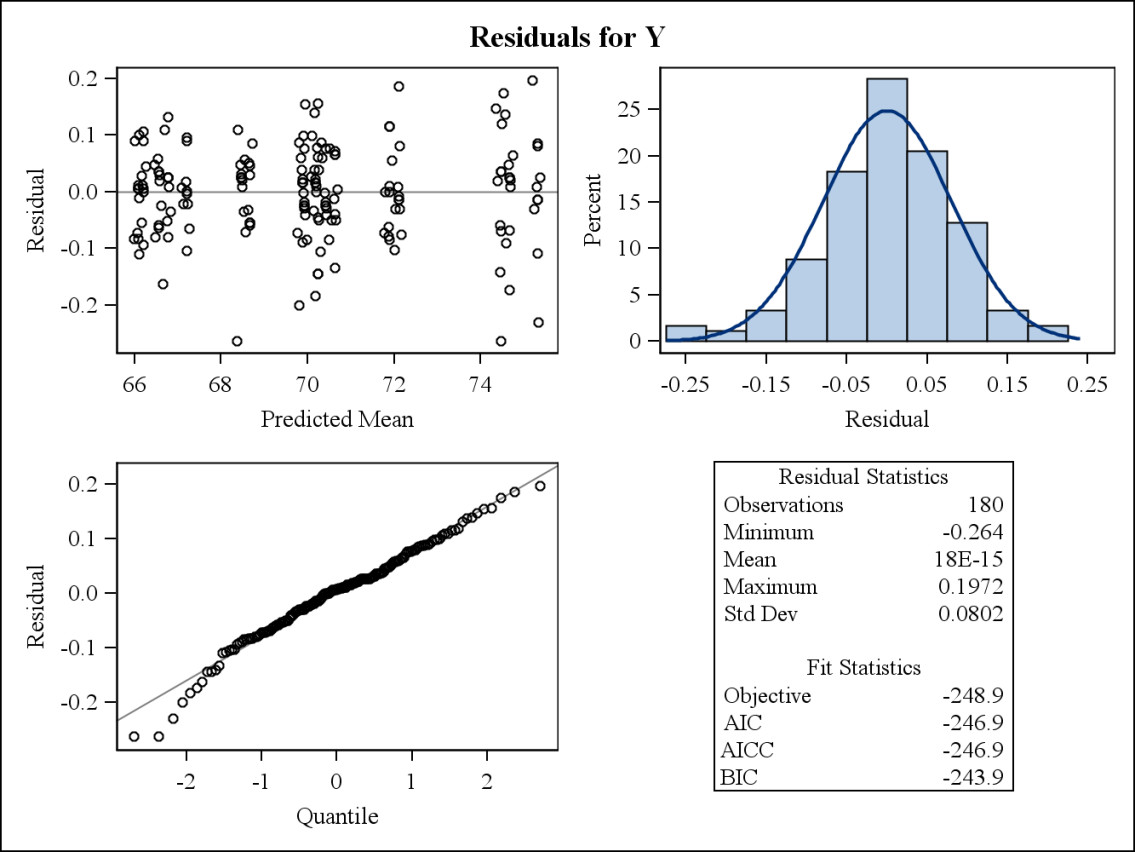 Residuals for Y
0.2
0.1
0.0
-0.1
-0.2
Residual
66 68 70 72 74
Predicted Mean
25
20
15
10
5
0
Percent
-0.25 -0.15 -0.05 0.05 0.15 0.25
Residual
0.2
0.1
0.0
-0.1
-0.2
Residual
-2 -1 0 1 2
Quantile
Residual Statistics
Observations 180
Minimum -0.264
Mean 18E-15
Maximum 0.1972
Std Dev 0.0802
Fit Statistics
Objective -248.9
AIC -246.9
AICC -246.9
BIC -243.9